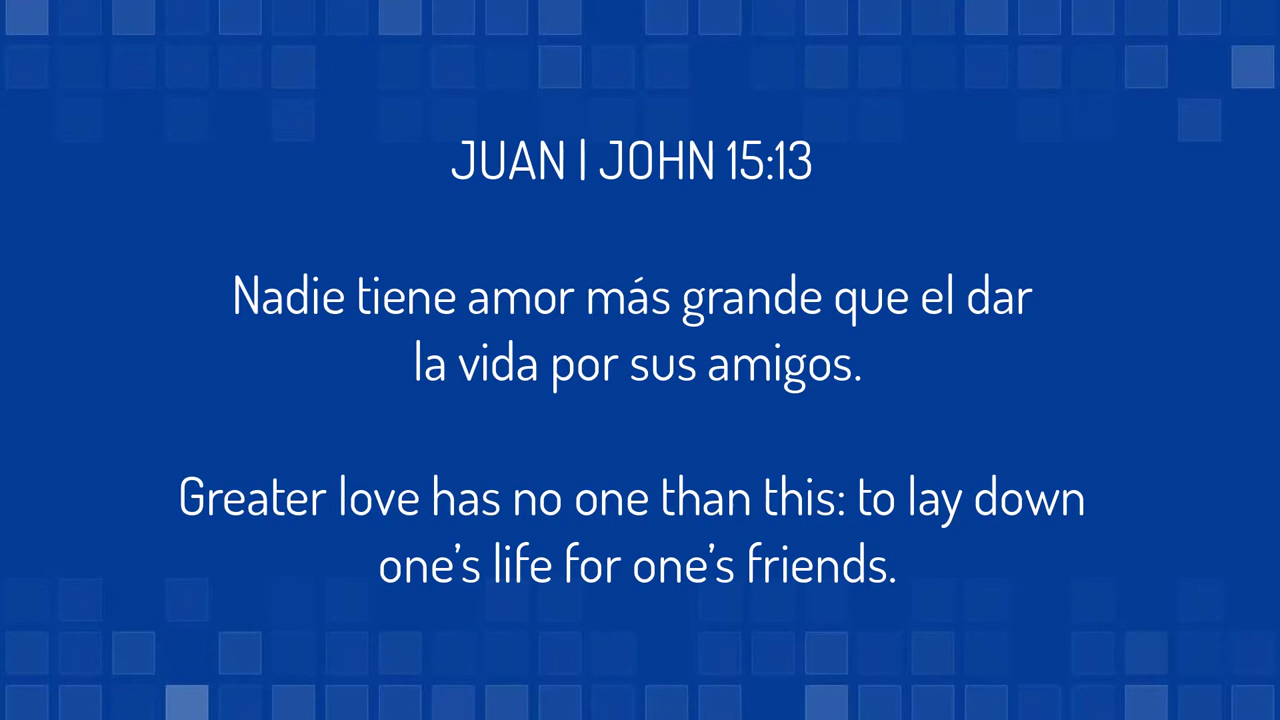 JUAN | JOHN 15:13
Nadie tiene amor más grande que el dar
la vida por sus amigos.
Greater love has no one than this: to lay down
one’s life for one’s friends.